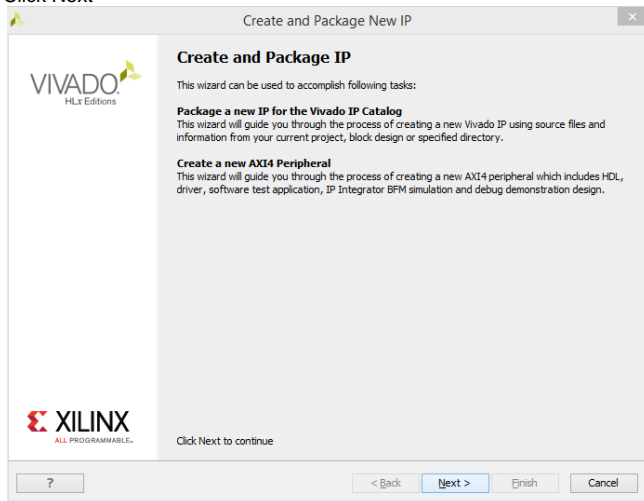 Click Next
Create and Package New IP
VIVADO
HLx Editions
Create and Package IP
This wizard can be used to accomplish following tasks:
Package a new IP for the Vivado IP Catalog
This wizard will guide you through the process of creating a new Vivado IP using source files and
information from your current project, block design or specified directory.
Create a new AXI4 Peripheral
This wizard will guide you through the process of creating a new AXI4 peripheral which includes HDL,
driver, software test application, IP Integrator BFM simulation and debug demonstration design.
XILINX
ALL PROGRAMMABLE.
Click Next to continue
?
< Back
Next >
Finish
Cancel